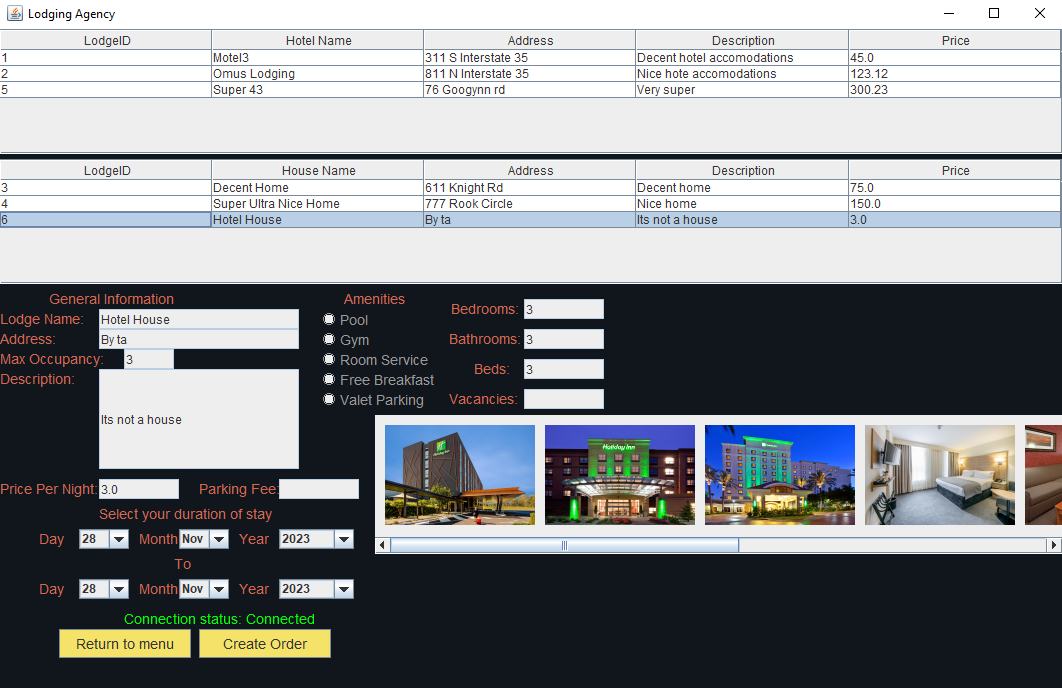 Lodging Agency
LodgeID Hotel Name Address Description Price
1 Motel3 311 S Interstate 35 Decent hotel accomodations 45.0
2 Omus Lodging 811 N Interstate 35 Nice hote accomodations 123.12
5 Super 43 76 Googynn rd Very super 300.23
LodgeID House Name Address Description Price
3 Decent Home 611 Knight Rd Decent home 75.0
4 Super Ultra Nice Home 777 Rook Circle Nice home 150.0
6 Hotel House By ta Its not a house 3.0
General Information
Lodge Name: Hotel House
Address: By ta
Max Occupancy: 3
Description:
Its not a house
Price Per Night: 3.0 Parking Fee:
Select your duration of stay
Day 28 Month Nov Year 2023
To
Day 28 Month Nov Year 2023
Connection status: Connected
Return to menu Create Order
Amenities
Pool
Gym
Room Service
Free Breakfast
Valet Parking
Bedrooms: 3
Bathrooms: 3
Beds: 3
Vacancies:
Holiday Inn